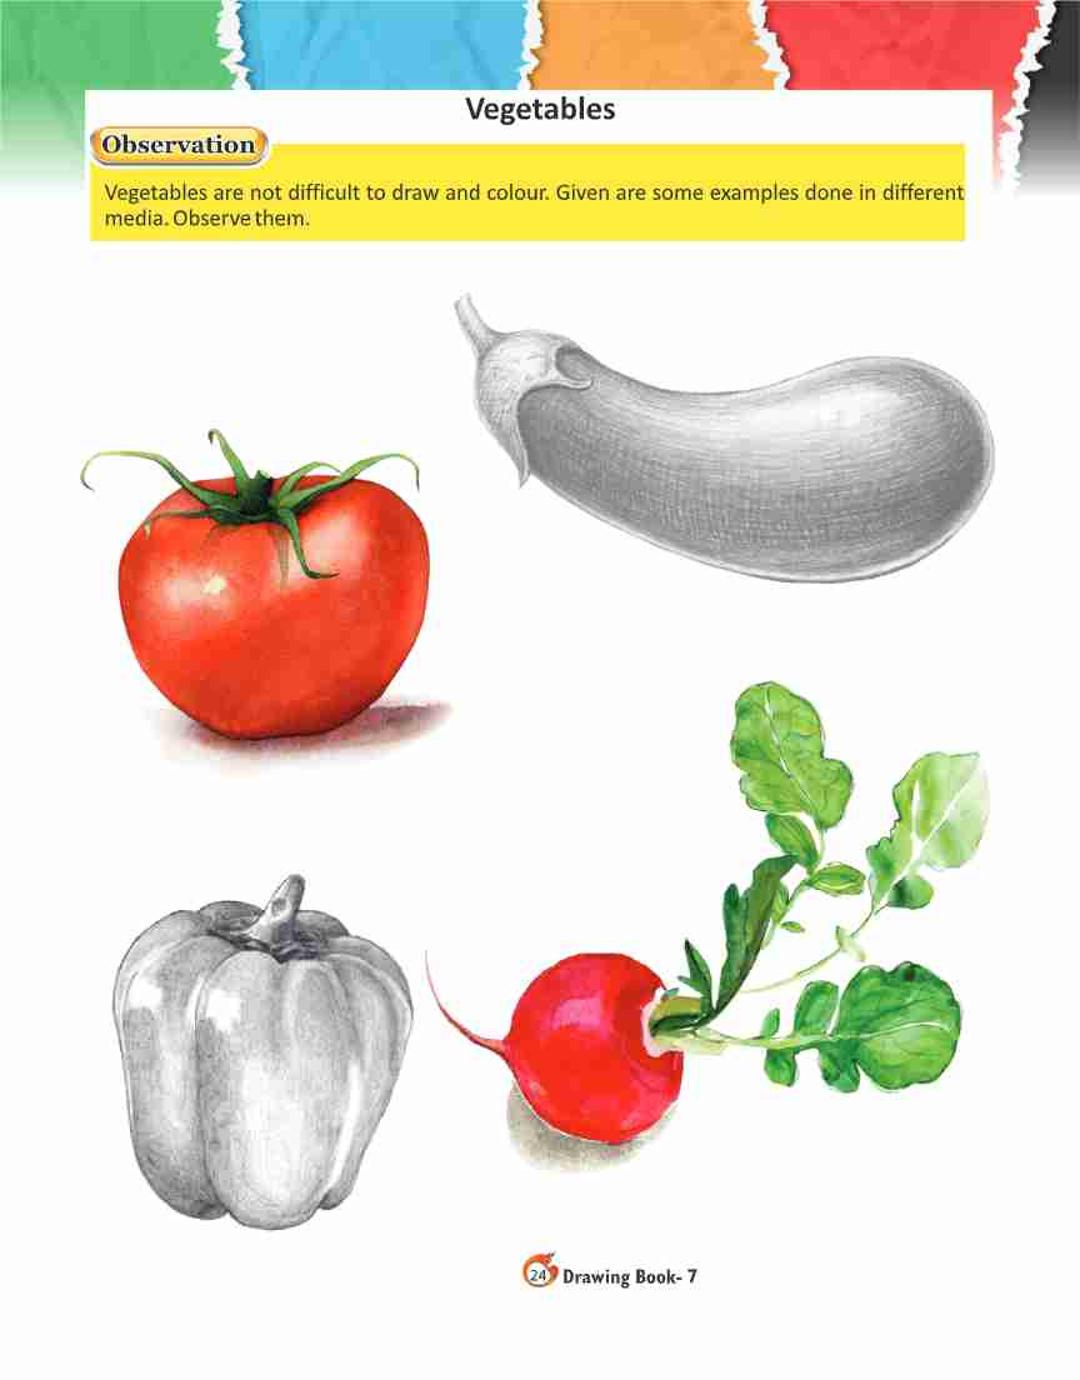 Vegetables
Observation
Vegetables are not difficult to draw and colour. Given are some examples done in different
media. Observe them.
24 Drawing Book- 7